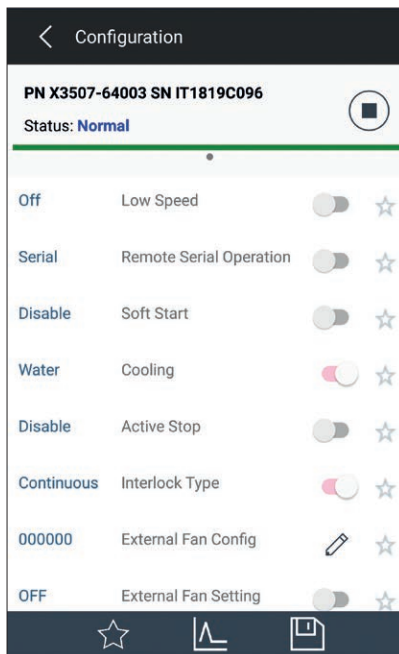 Configuration
PN X3507-64003 SN IT1819C096
Status: Normal
Off Low Speed
Serial Remote Serial Operation
Disable Soft Start
Water Cooling
Disable Active Stop
Continuous Interlock Type
000000 External Fan Config
OFF External Fan Setting